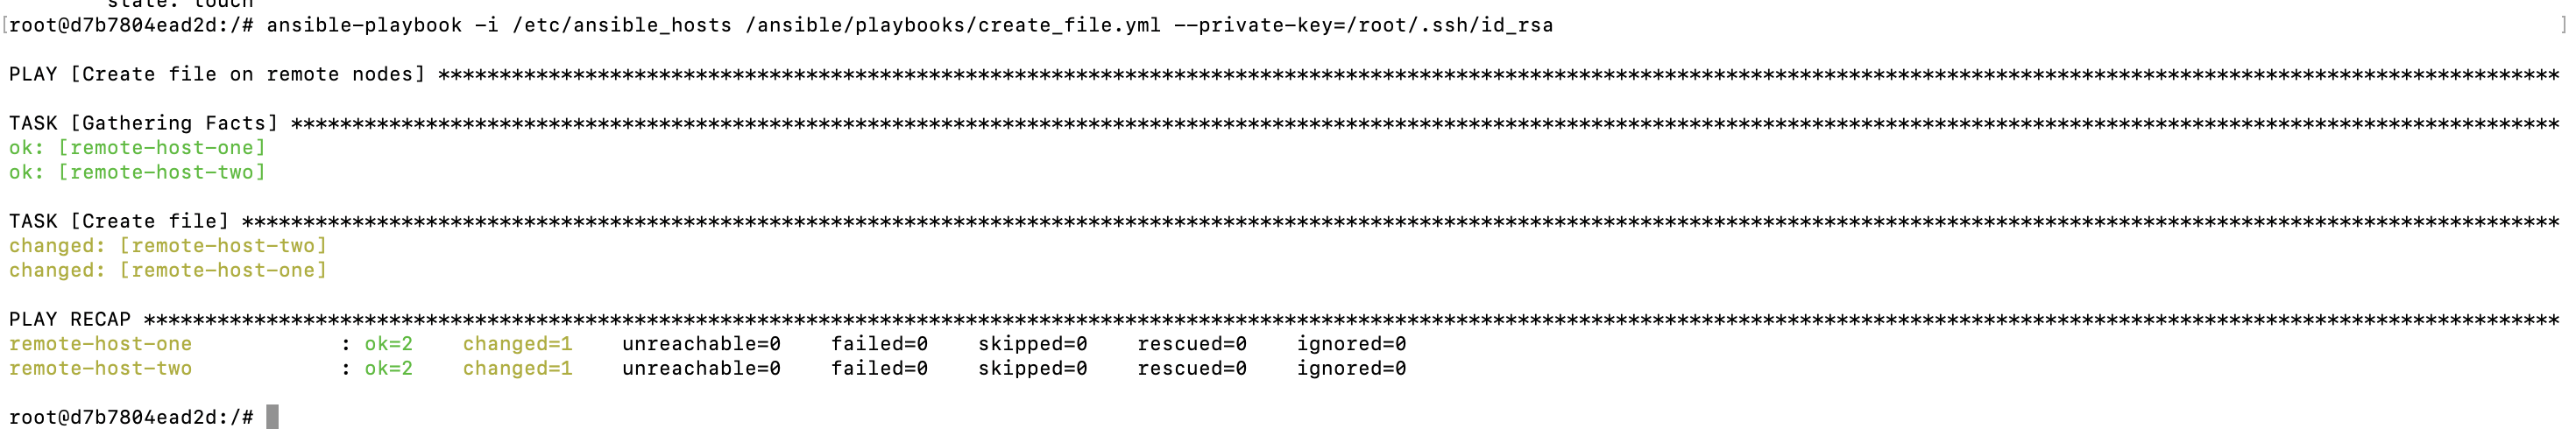 state: touch
[root@d7b7804ead2d:/# ansible-playbook -i /etc/ansible_hosts /ansible/playbooks/create_file.yml --private-key=/root/.ssh/id_rsa ]
PLAY [Create file on remote nodes] *****************************************************************************************************************************************************************************
TASK [Gathering Facts] *****************************************************************************************************************************************************************************************
ok: [remote-host-one]
ok: [remote-host-two]
TASK [Create file] *********************************************************************************************************************************************************************************************
changed: [remote-host-two]
changed: [remote-host-one]
PLAY RECAP *****************************************************************************************************************************************************************************************************
remote-host-one            : ok=2    changed=1    unreachable=0    failed=0    skipped=0    rescued=0    ignored=0
remote-host-two            : ok=2    changed=1    unreachable=0    failed=0    skipped=0    rescued=0    ignored=0
root@d7b7804ead2d:/#